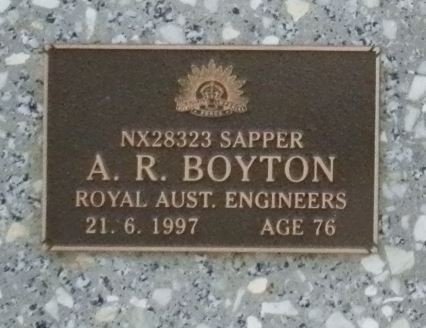 NX28323 SAPPER
A. R. BOYTON
ROYAL AUST. ENGINEERS
21. 6. 1997 AGE 76